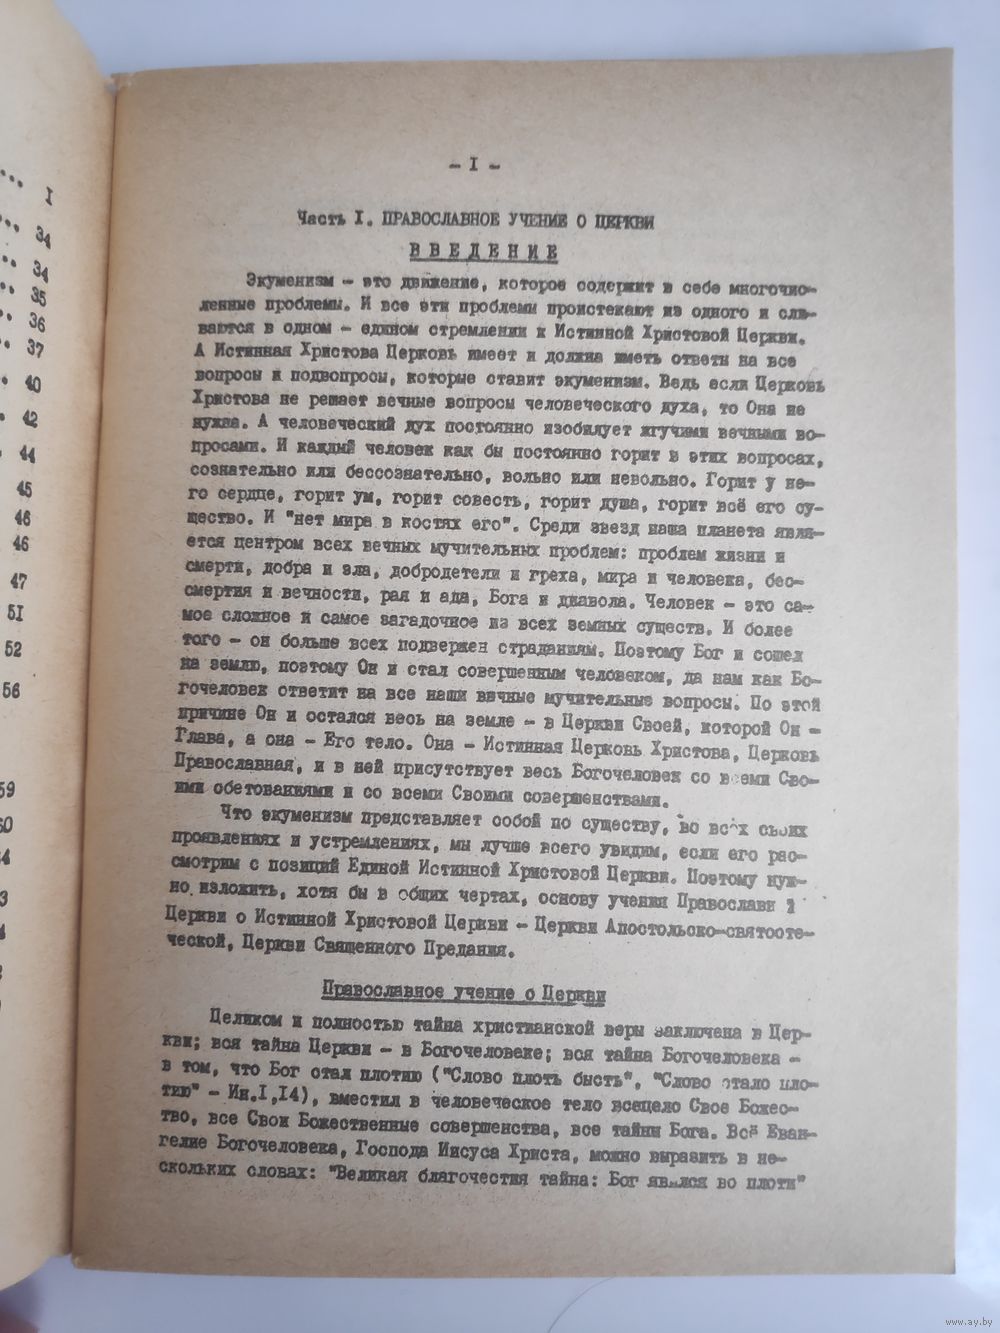 I
34
34
35
36
37
40
42
44
45
46
46
47
51
52
56
59
60
- I -
Часть I. ПРАВОСЛАВНОЕ УЧЕНИЕ О ЦЕРКВИ
ВВЕДЕНИЕ
Экуменизм - это движение, которое содержит в себе многочис-
ленные проблемы. И все эти проблемы проистекают из одного и сли-
ваются в одном - едином стремлении к Истинной Христовой Церкви.
А Истинная Христова Церковь имеет и должна иметь ответы на все
вопросы и подвопросы, которые ставит экуменизм. Ведь если Церковь
Христова не решает вечные вопросы человеческого духа, то Она не
нужна. А человеческий дух постоянно изобилует жгучими вечными во-
просами. И каждый человек как бы постоянно горит в этих вопросах,
сознательно или бессознательно, вольно или невольно. Горит у не-
го сердце, горит ум, горит совесть, горит душа, горит всё его су-
щество. И "нет мира в костях его". Среди звезд наша планета явля-
ется центром всех вечных мучительных проблем: проблем жизни и
смерти, добра и зла, добродетели и греха, мира и человека, бес-
смертия и вечности, рая и ада, Бога и диавола. Человек - это са-
мое сложное и самое загадочное из всех земных существ. И более
того - он больше всех подвержен страданиям. Поэтому Бог и сошел
на землю, поэтому Он и стал совершенным человеком, да нам как Бо-
гочеловек ответит на все наши вечные мучительные вопросы. По этой
причине Он и остался весь на земле - в Церкви Своей, которой Он -
Глава, а она - Его тело. Она - Истинная Церковь Христова, Церковь
Православная, и в ней присутствует весь Богочеловек со всеми Сво-
ими обетованиями и со всеми Своими совершенствами.
Что экуменизм представляет собой по существу, во всех своих
проявлениях и устремлениях, мы лучше всего увидим, если его рас-
смотрим с позиций Единой Истинной Христовой Церкви. Поэтому нуж-
но изложить, хотя бы в общих чертах, основу учения Православной
Церкви о Истинной Христовой Церкви - Церкви Апостольско-святооте-
ческой, Церкви Священного Предания.
Православное учение о Церкви
Целиком и полностью тайна христианской веры заключена в Цер-
кви; вся тайна Церкви - в Богочеловеке; вся тайна Богочеловека -
в том, что Бог стал плотию ("Слово плоть бысть", "Слово стало пло-
тию" - Ин.I,14), вместил в человеческое тело всецело Свое Божес-
тво, все Свои Божественные совершенства, все тайны Бога. Всё Еван-
гелие Богочеловека, Господа Иисуса Христа, можно выразить в не-
скольких словах: "Великая благочестия тайна: Бог явился во плоти"
www.ay.by